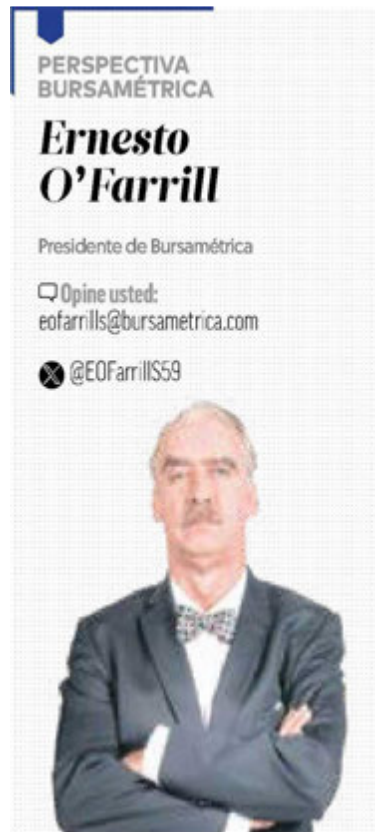 PERSPECTIVA
BURSAMÉTRICA
Ernesto
O’Farrill
Presidente de Bursamétrica
Opine usted:
eofarrills@bursametrica.com
@EOFarrillS59